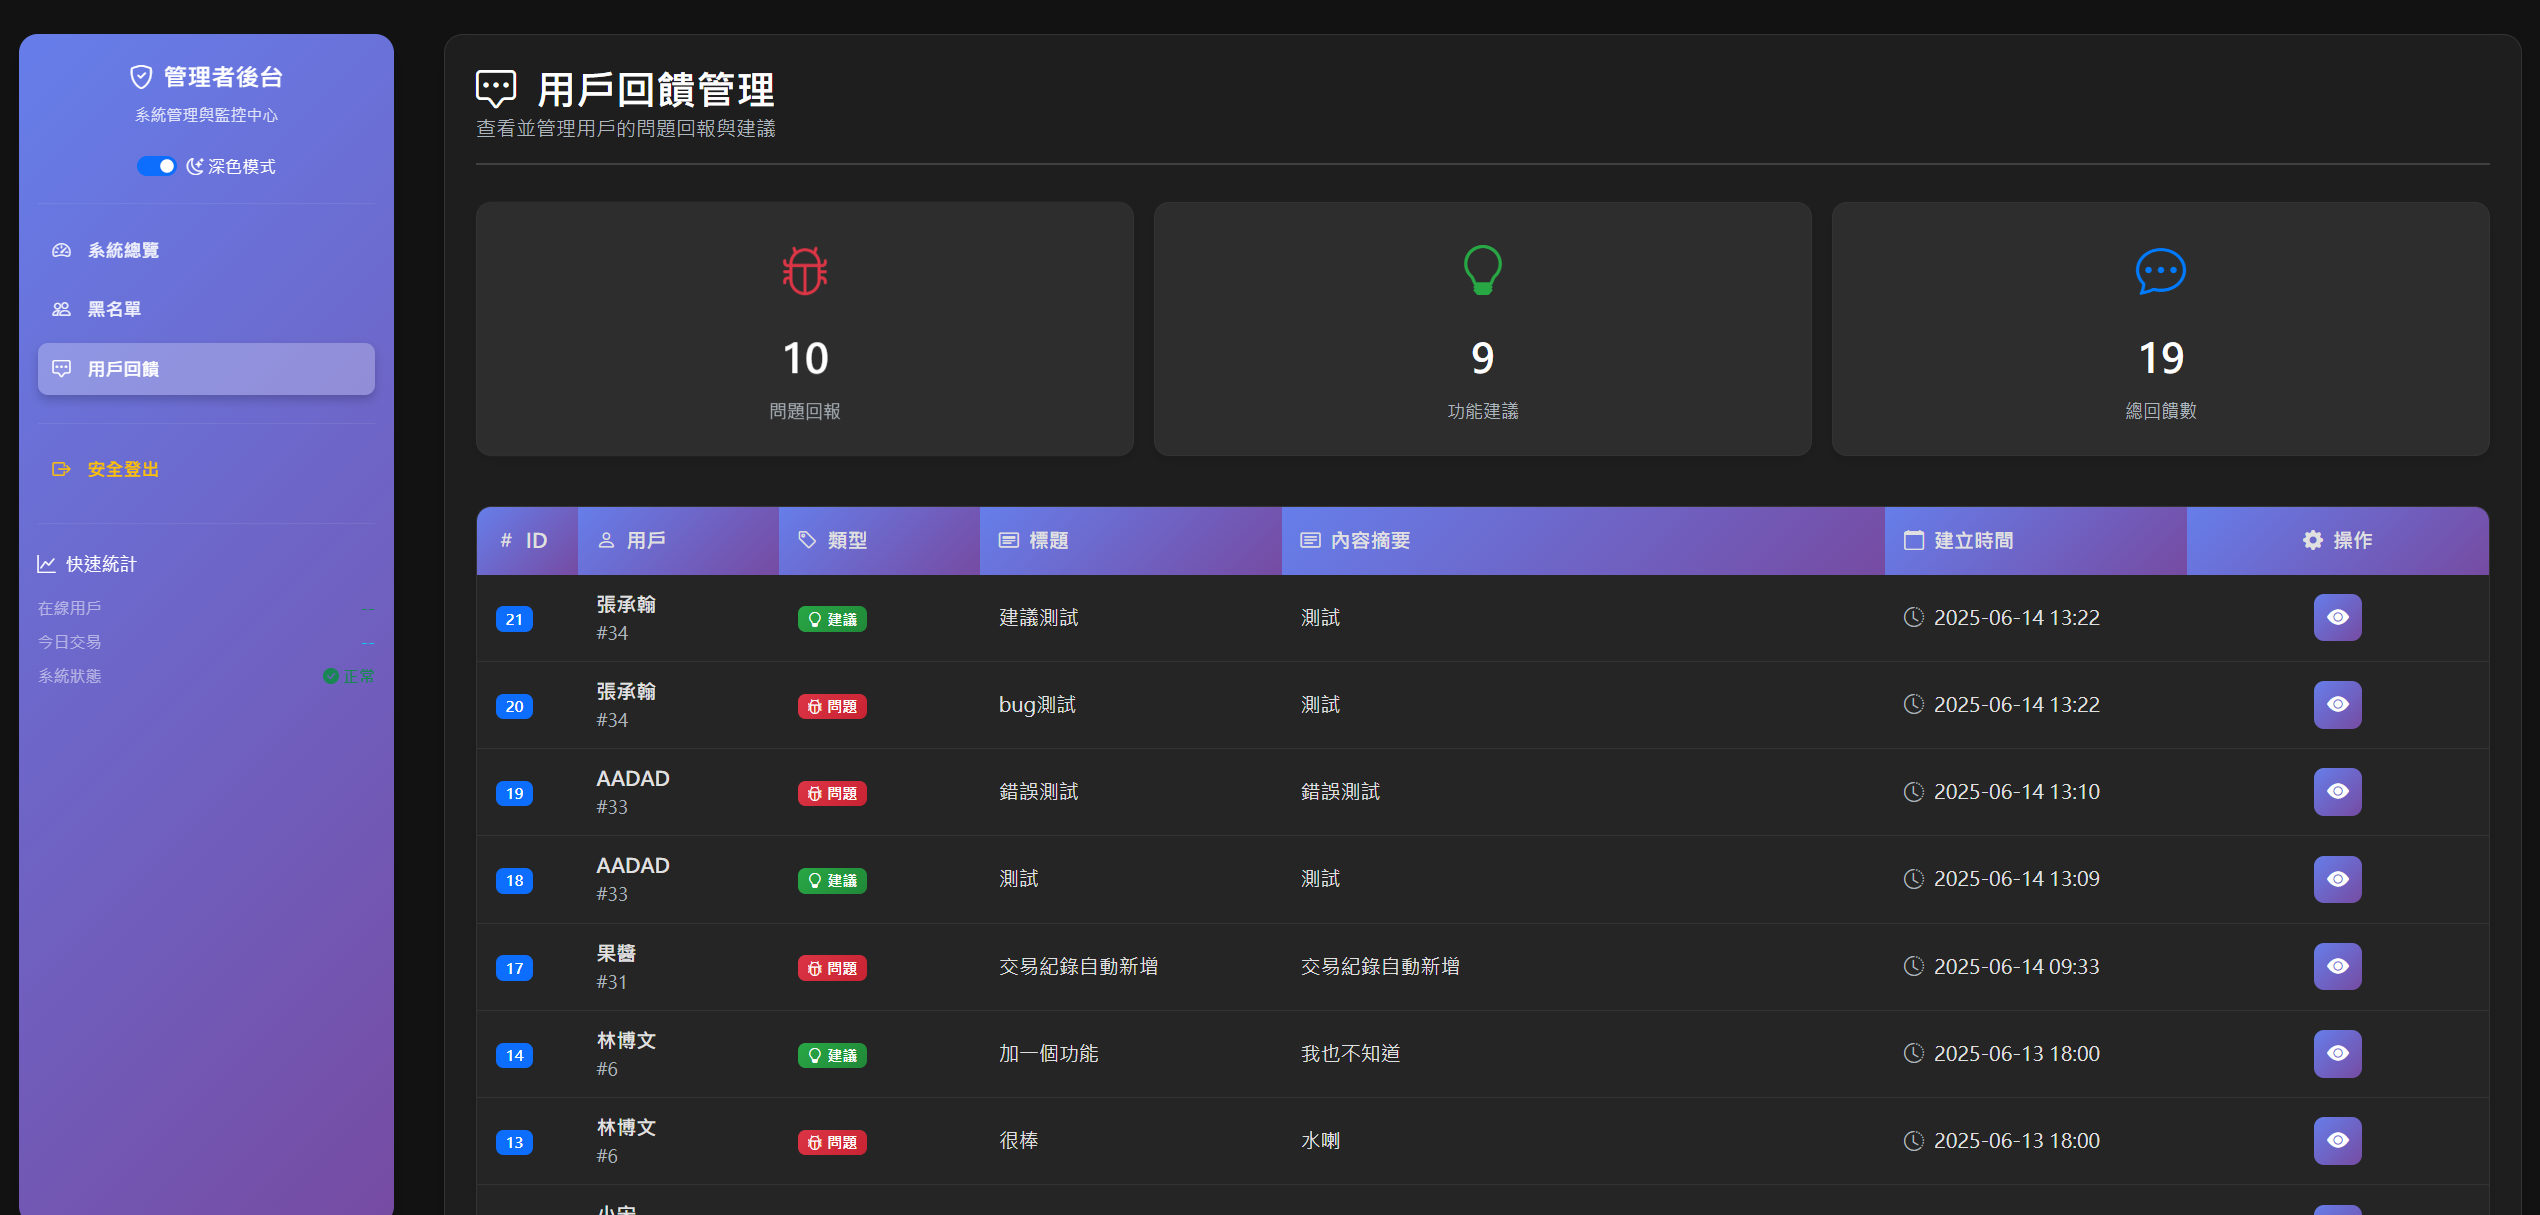 管理者後台
系統管理與監控中心
深色模式
系統總覽
黑名單
用戶回饋
安全登出
快速統計
在線用戶 --
今日交易 --
系統狀態 正常
用戶回饋管理
查看並管理用戶的問題回報與建議
10
問題回報
9
功能建議
19
總回饋數
# ID 用戶 類型 標題 內容摘要 建立時間 操作
21 張承翰 #34 建議 建議測試 測試 2025-06-14 13:22
20 張承翰 #34 問題 bug測試 測試 2025-06-14 13:22
19 AADAD #33 問題 錯誤測試 錯誤測試 2025-06-14 13:10
18 AADAD #33 建議 測試 測試 2025-06-14 13:09
17 果醬 #31 問題 交易紀錄自動新增 交易紀錄自動新增 2025-06-14 09:33
14 林博文 #6 建議 加一個功能 我也不知道 2025-06-13 18:00
13 林博文 #6 問題 很棒 水喇 2025-06-13 18:00